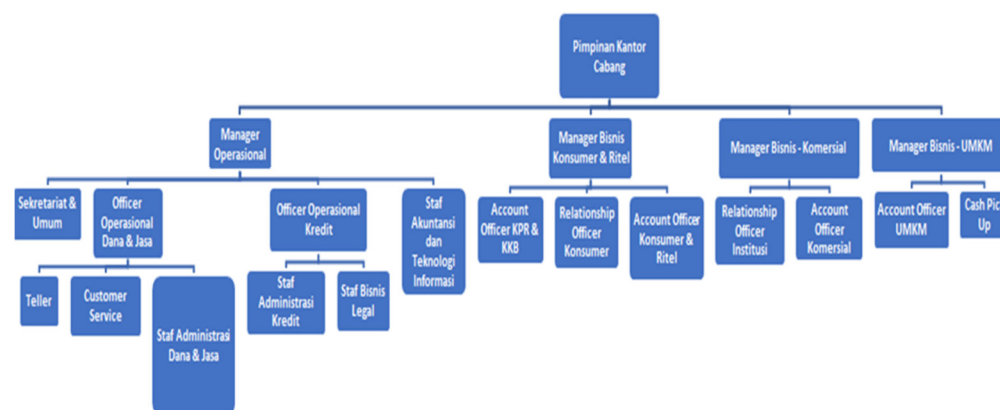 Pimpinan Kantor
Cabang
Manager
Operasional
Manager Bisnis
Konsumer & Ritel
Manager Bisnis - Komersial
Manager Bisnis - UMKM
Sekretariat &
Umum
Officer
Operasional
Dana & Jasa
Officer Operasional
Kredit
Staf
Akuntansi
dan
Teknologi
Informasi
Account
Officer KPR &
KKB
Relationship
Officer
Konsumer
Account Officer
Konsumer &
Ritel
Relationship
Officer
Institusi
Account
Officer
Komersial
Account Officer
UMKM
Cash Pic
Up
Teller
Customer
Service
Staf Administrasi
Dana & Jasa
Staf
Administrasi
Kredit
Staf Bisnis
Legal